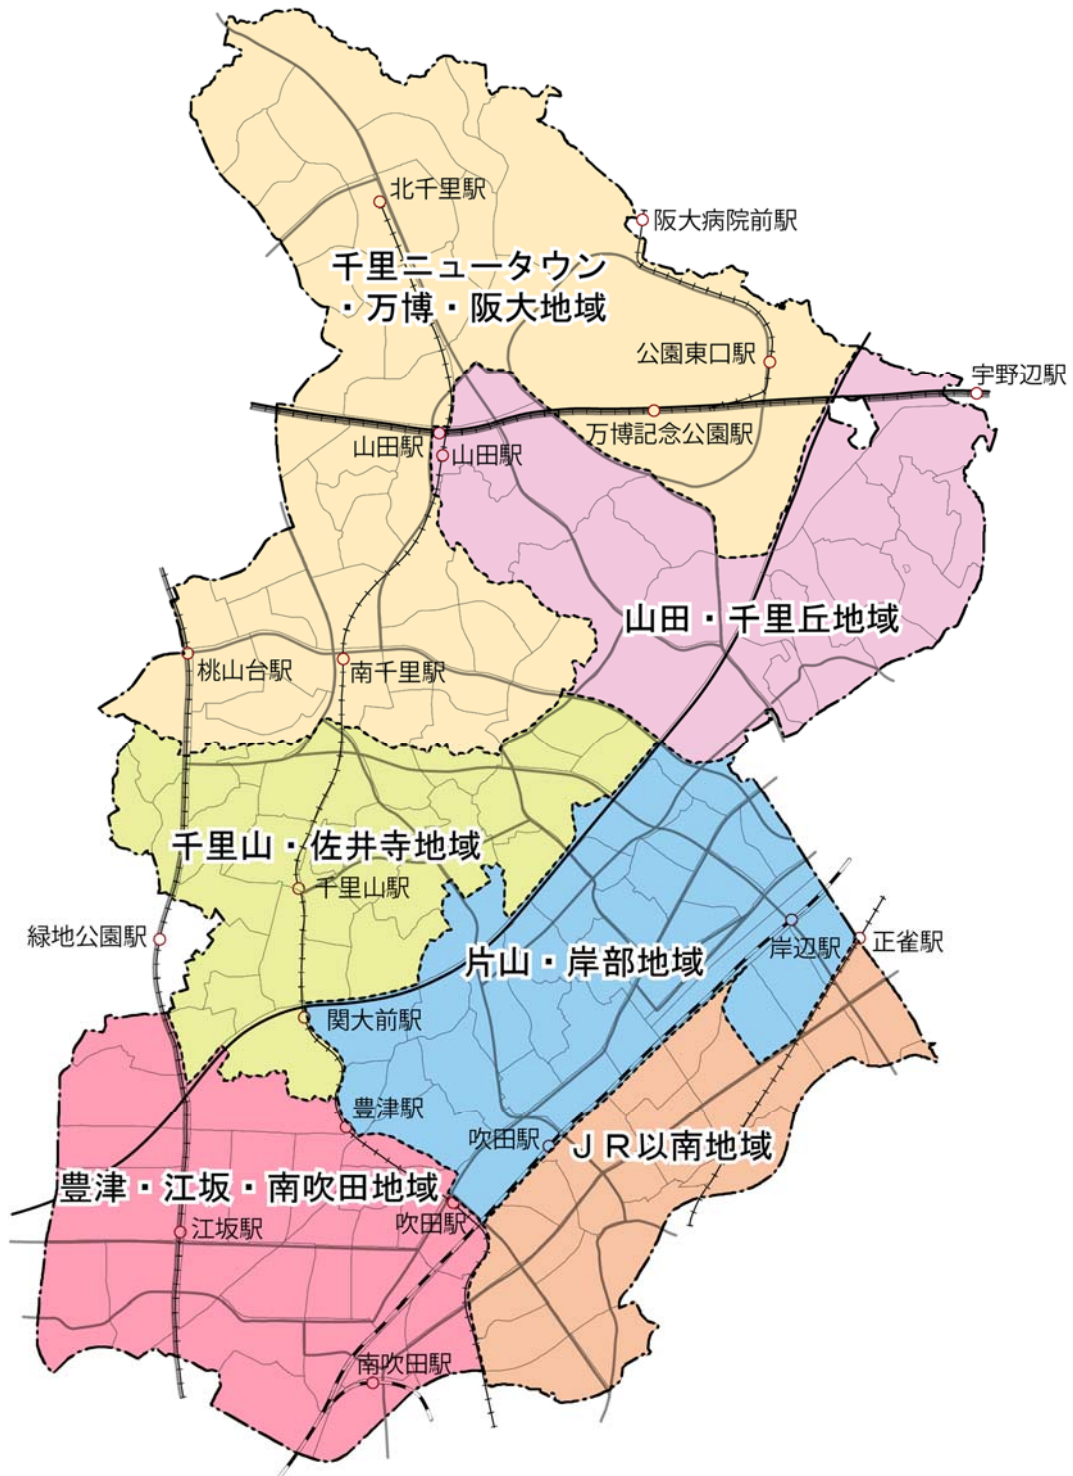 北千里駅
阪大病院前駅
千里ニュータウン
・万博・阪大地域
公園東口駅
宇野辺駅
万博記念公園駅
山田駅
山田駅
山田・千里丘地域
桃山台駅
南千里駅
千里山・佐井寺地域
千里山駅
緑地公園駅
片山・岸部地域
岸辺駅
正雀駅
関大前駅
豊津駅
吹田駅
JR以南地域
豊津・江坂・南吹田地域
吹田駅
江坂駅
南吹田駅